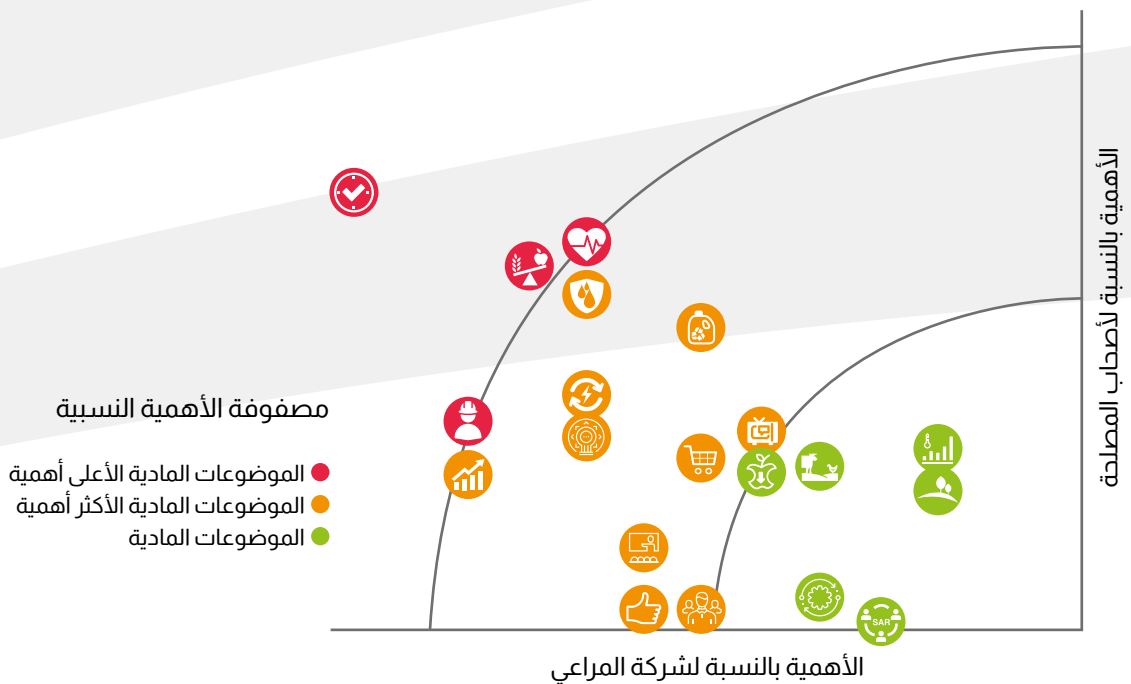 الأهمية بالنسبة لأصحاب المصلحة
مصفوفة الأهمية النسبية
الموضوعات المادية الأعلى أهمية
الموضوعات المادية الأكثر أهمية
الموضوعات المادية
SAR
الأهمية بالنسبة لشركة المراعي